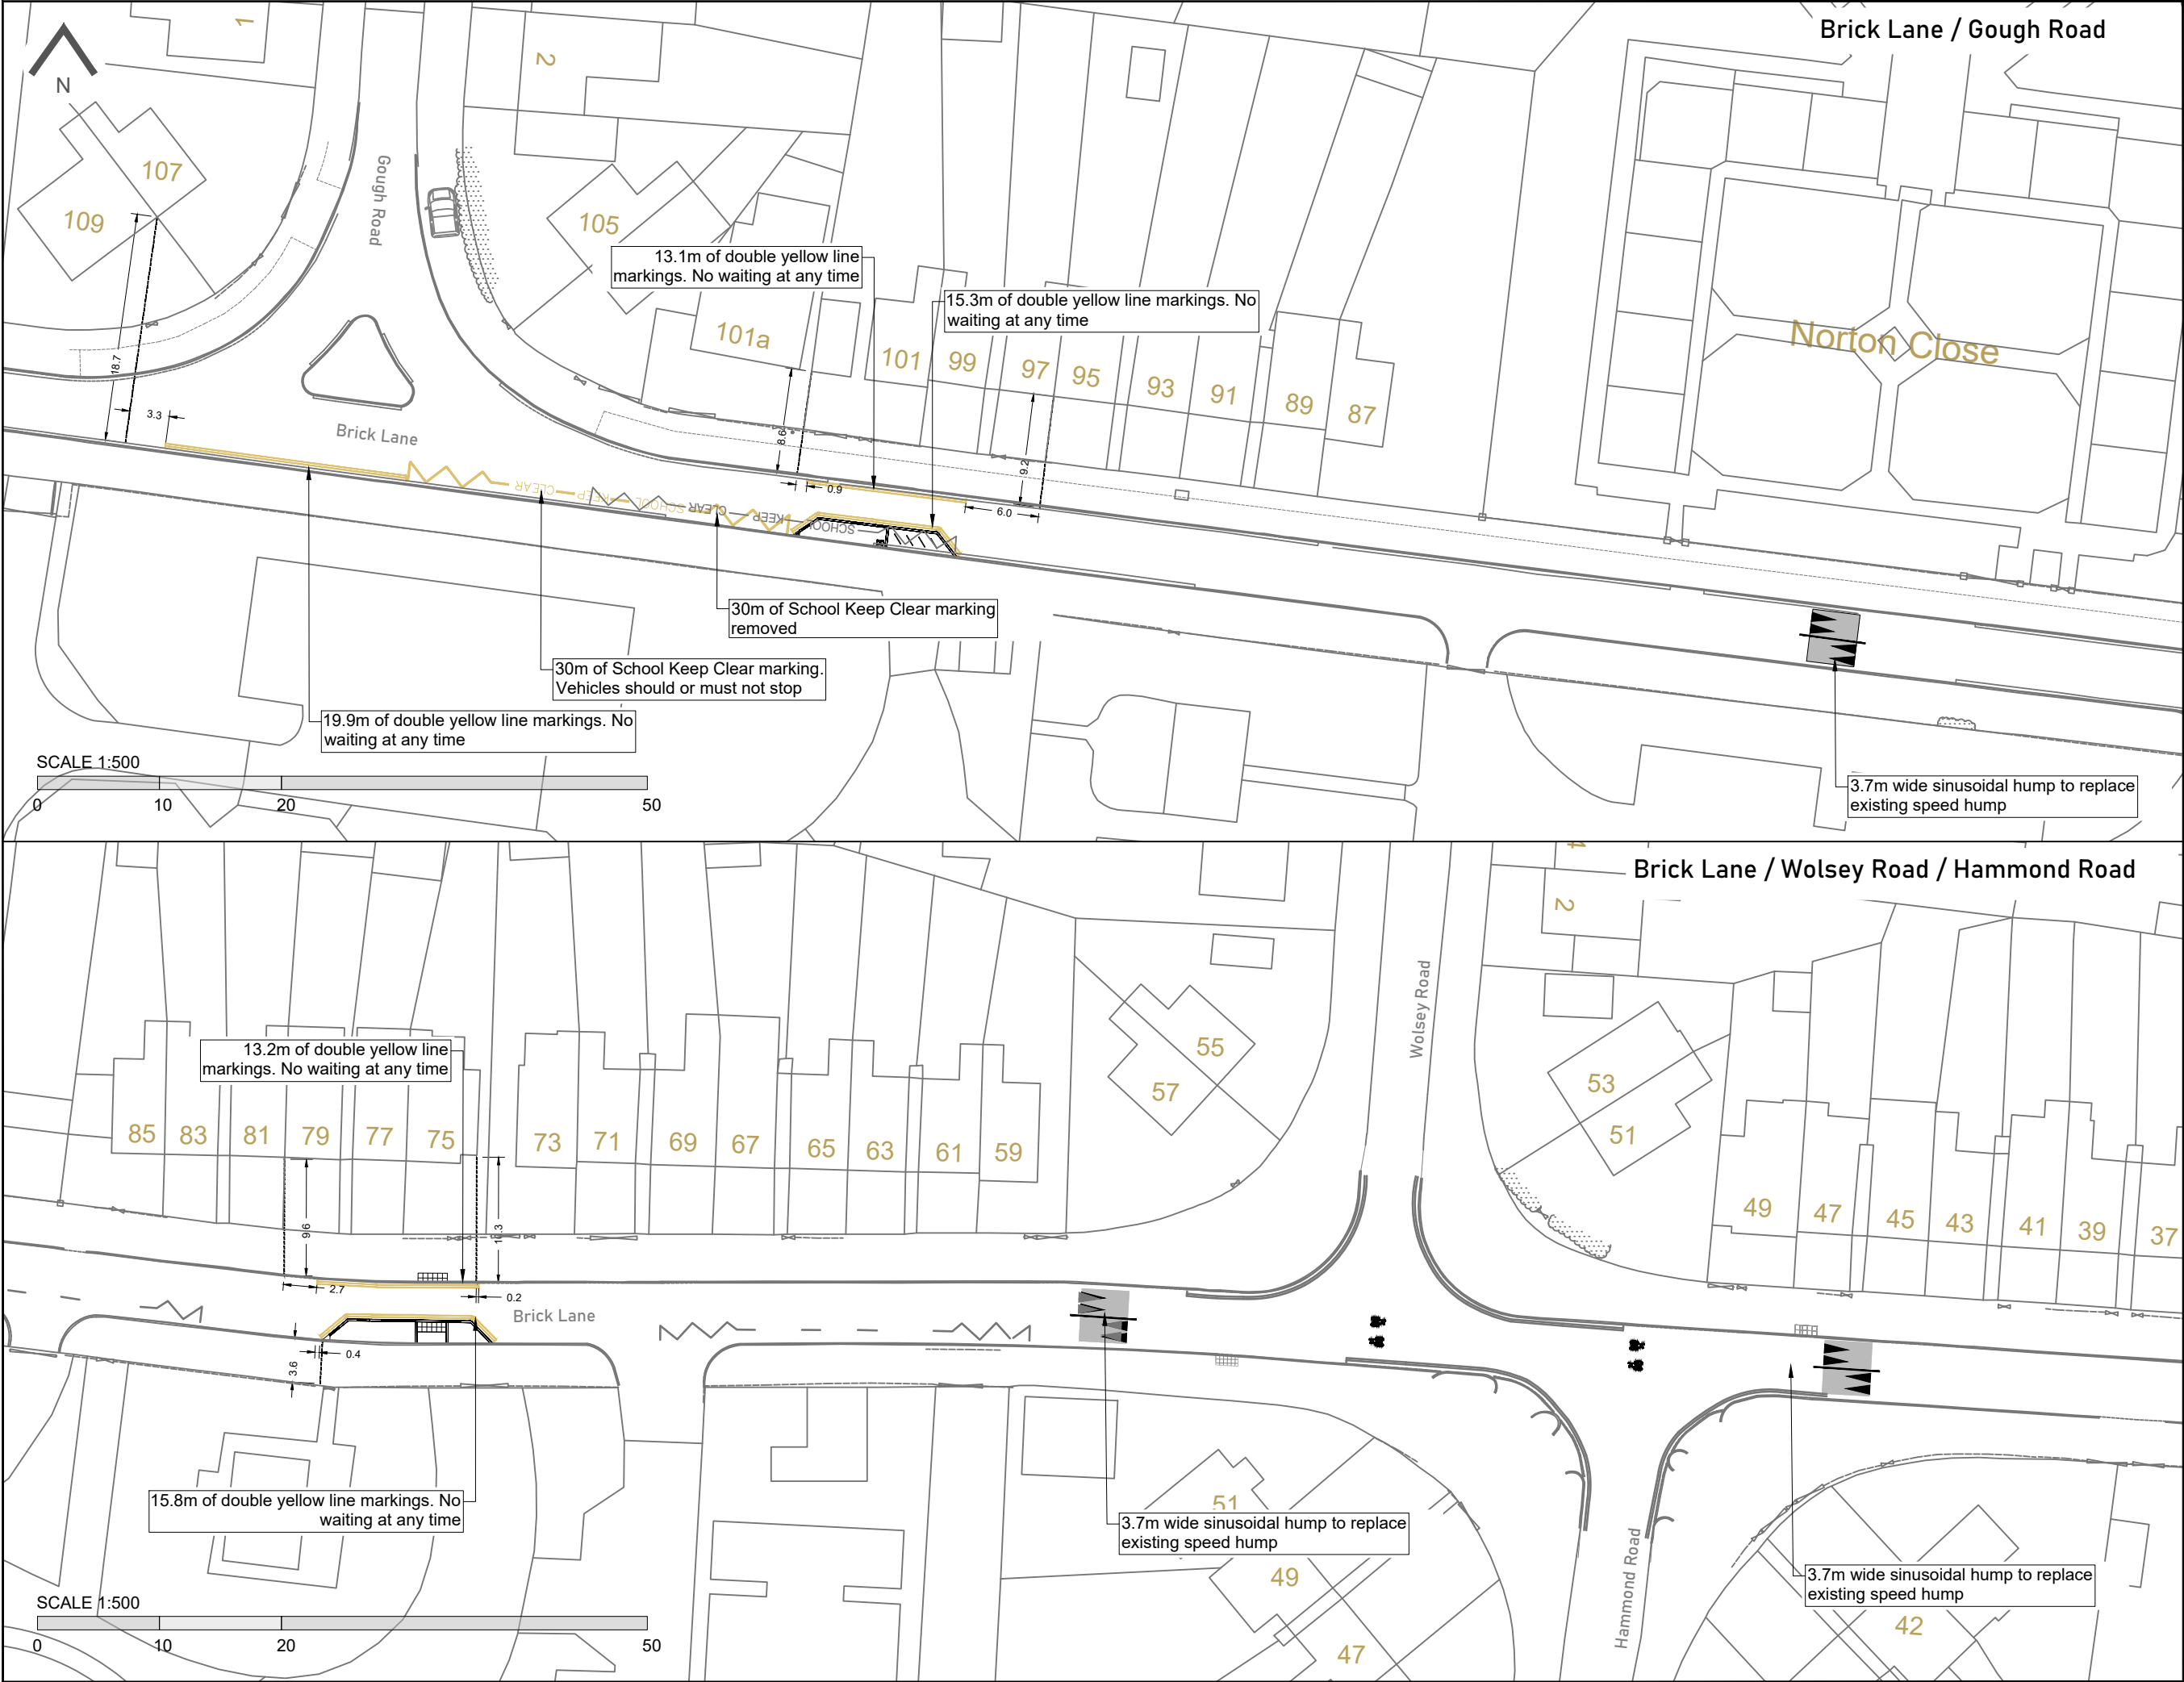 Brick Lane / Gough Road
N
1
2
107
109
Gough Road
105
13.1m of double yellow line
markings. No waiting at any time
15.3m of double yellow line markings. No
waiting at any time
101a
101
99
97
95
93
91
89
87
Norton Close
18.7
3.3
Brick Lane
8.6
9.2
0.9
6.0
CLEAR
KEEP
SCHOOL
CLEAR
KEEP
SCHOOL
30m of School Keep Clear marking
removed
30m of School Keep Clear marking.
Vehicles should or must not stop
19.9m of double yellow line markings. No
waiting at any time
3.7m wide sinusoidal hump to replace
existing speed hump
SCALE 1:500
0 10 20 50
Brick Lane / Wolsey Road / Hammond Road
2
Wolsey Road
13.2m of double yellow line
markings. No waiting at any time
85
83
81
79
77
75
73
71
69
67
65
63
61
59
55
57
53
51
49
47
45
43
41
39
37
9.6
2.7
0.2
Brick Lane
0.4
3.6
15.8m of double yellow line markings. No
waiting at any time
51
3.7m wide sinusoidal hump to replace
existing speed hump
49
47
Hammond Road
3.7m wide sinusoidal hump to replace
existing speed hump
42
SCALE 1:500
0 10 20 50